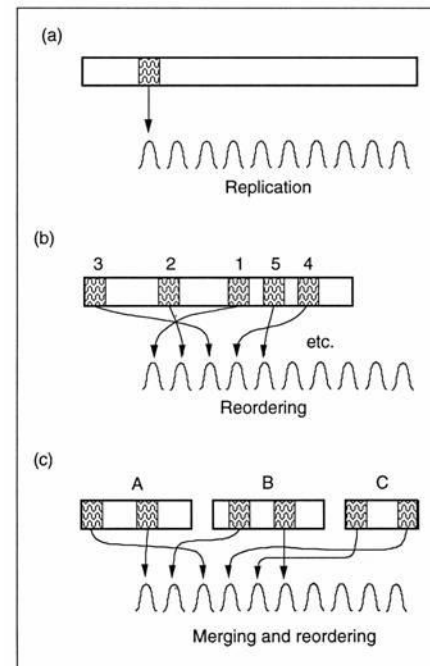 (a)
Replication
(b)
3 2 1 5 4
etc.
Reordering
(c)
A B C
Merging and reordering